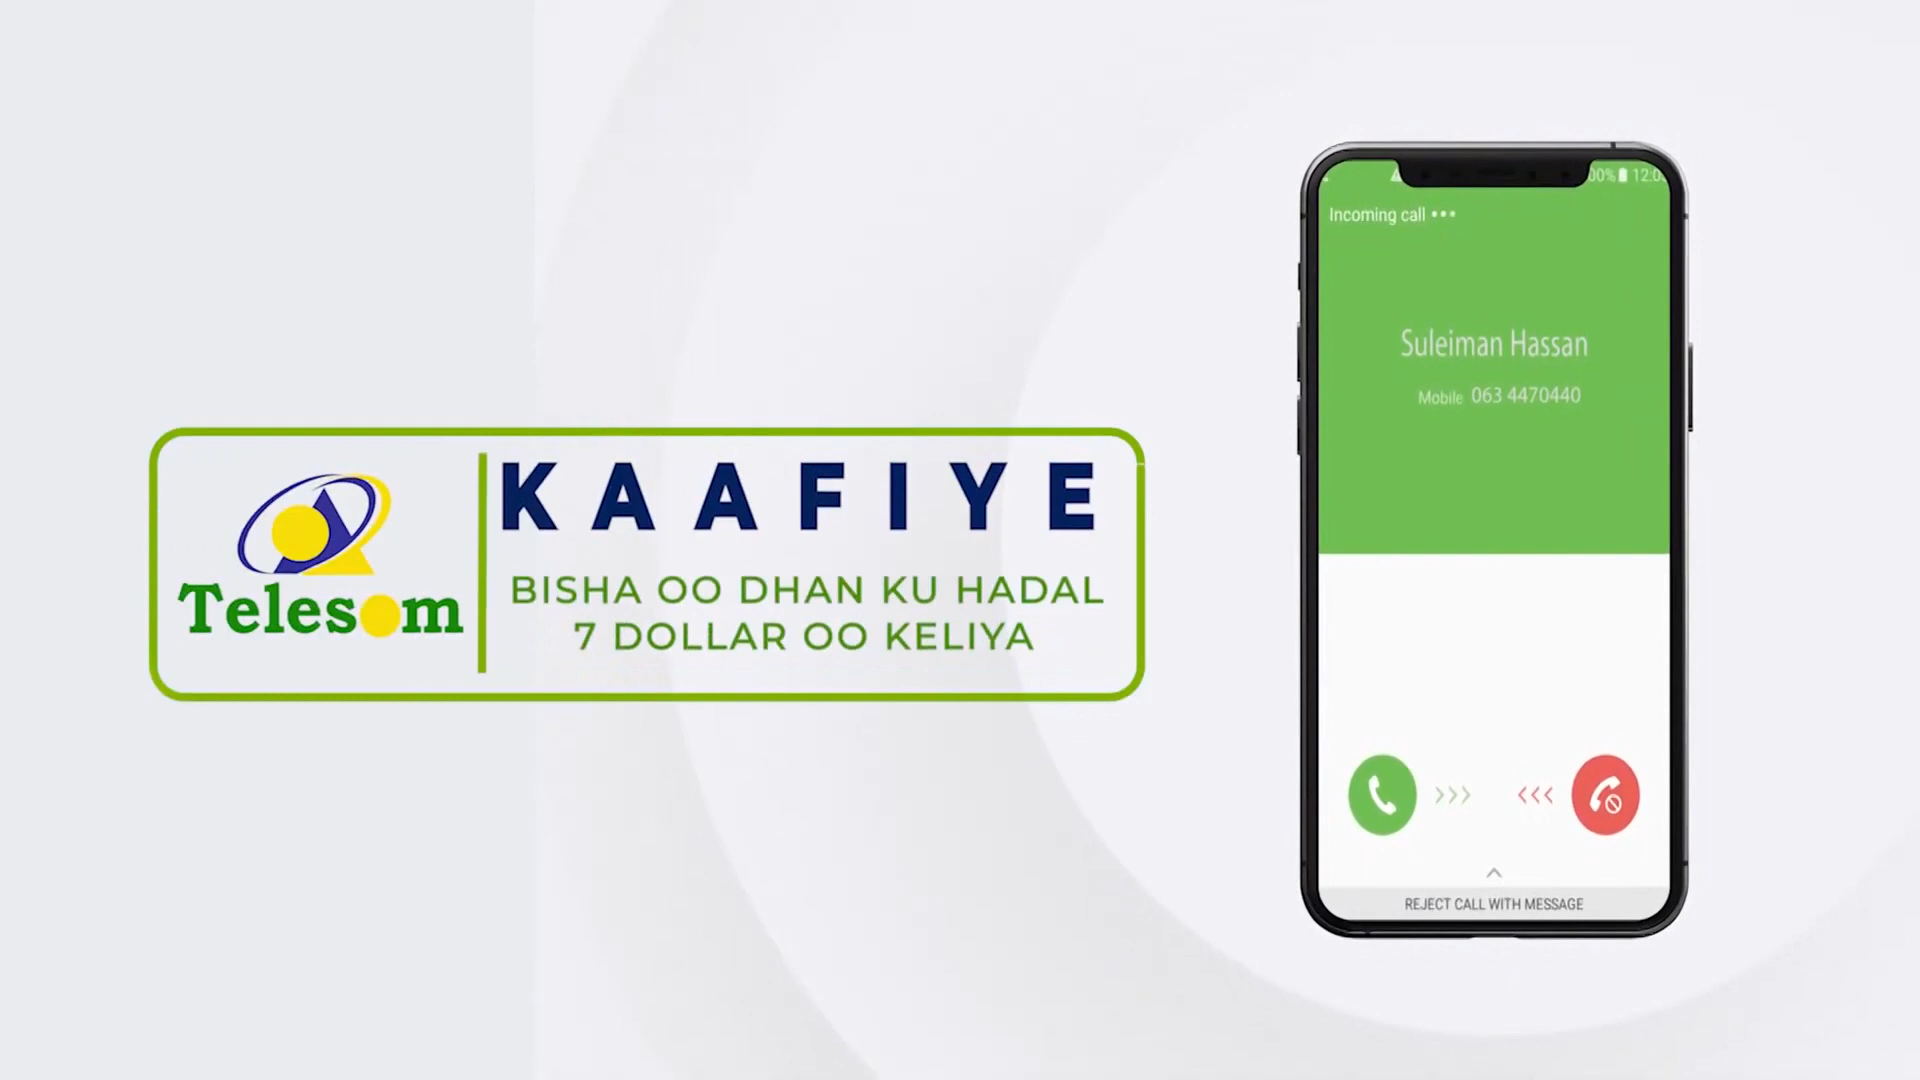 Telesom
KAAFIYE
BISHA OO DHAN KU HADAL
7 DOLLAR OO KELIYA
Incoming call •••
Suleiman Hassan
Mobile 063 4470440
REJECT CALL WITH MESSAGE